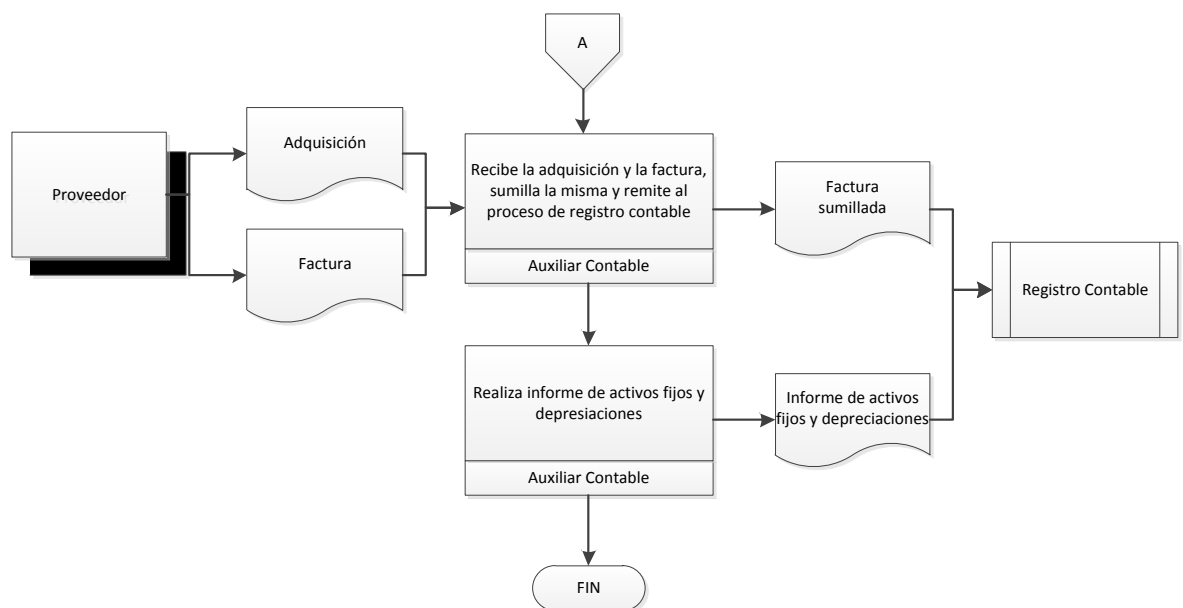 A
Proveedor
Adquisición
Factura
Recibe la adquisición y la factura,
sumilla la misma y remite al
proceso de registro contable
Auxiliar Contable
Factura
sumillada
Registro Contable
Realiza informe de activos fijos y
depresiaciones
Auxiliar Contable
Informe de activos
fijos y depreciaciones
FIN